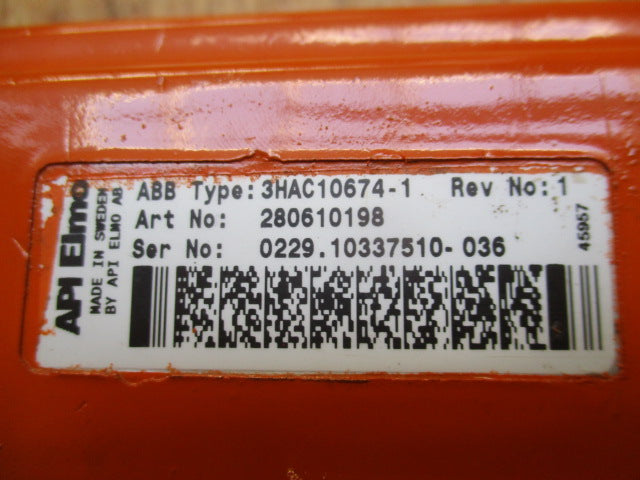 API Elmo
MADE IN SWEDEN
BY API ELMO AB
ABB Type: 3HAC10674-1 Rev No: 1
Art No: 280610198
Ser No: 0229.10337510-036
45957